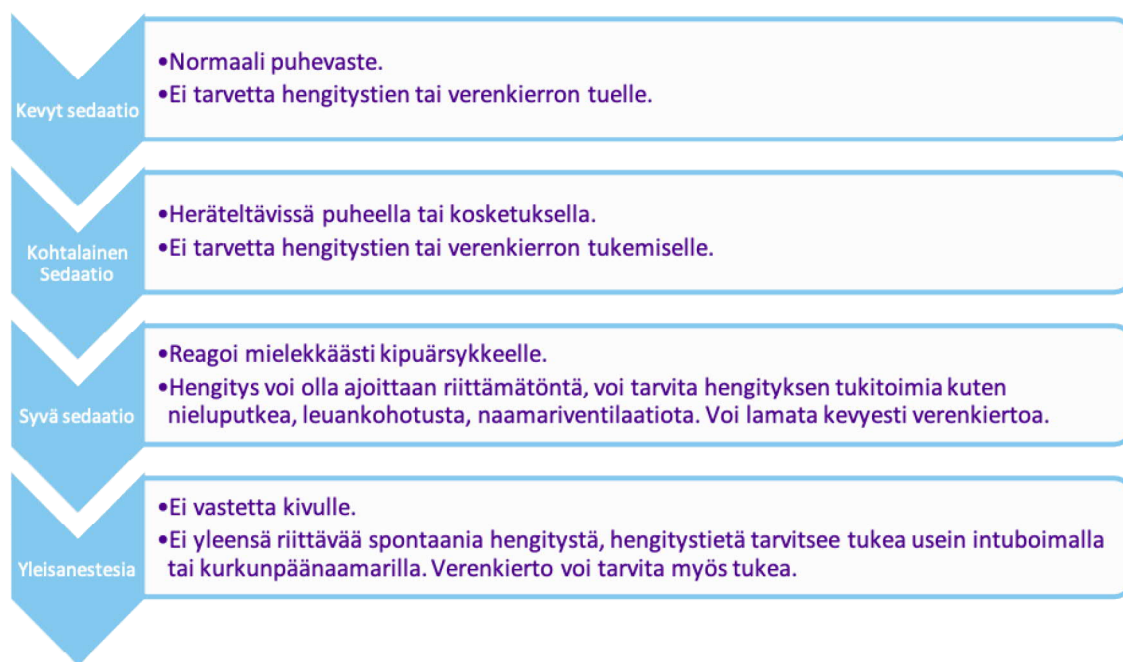 Kevyt sedaatio
•Normaali puhevaste.
•Ei tarvetta hengitystien tai verenkierron tuelle.
Kohtalainen
Sedaatio
•Heräteltävissä puheella tai kosketuksella.
•Ei tarvetta hengitystien tai verenkierron tukemiselle.
Syvä sedaatio
•Reagoi mielekkäästi kipuärsykkeelle.
•Hengitys voi olla ajoittaan riittämätöntä, voi tarvita hengityksen tukitoimia kuten
nieluputkea, leuankohotusta, naamariventilaatiota. Voi lamata kevyesti verenkiertoa.
Yleisanestesia
•Ei vastetta kivulle.
•Ei yleensä riittävää spontaania hengitystä, hengitystietä tarvitsee tukea usein intuboimalla
tai kurkunpäänaamarilla. Verenkierto voi tarvita myös tukea.